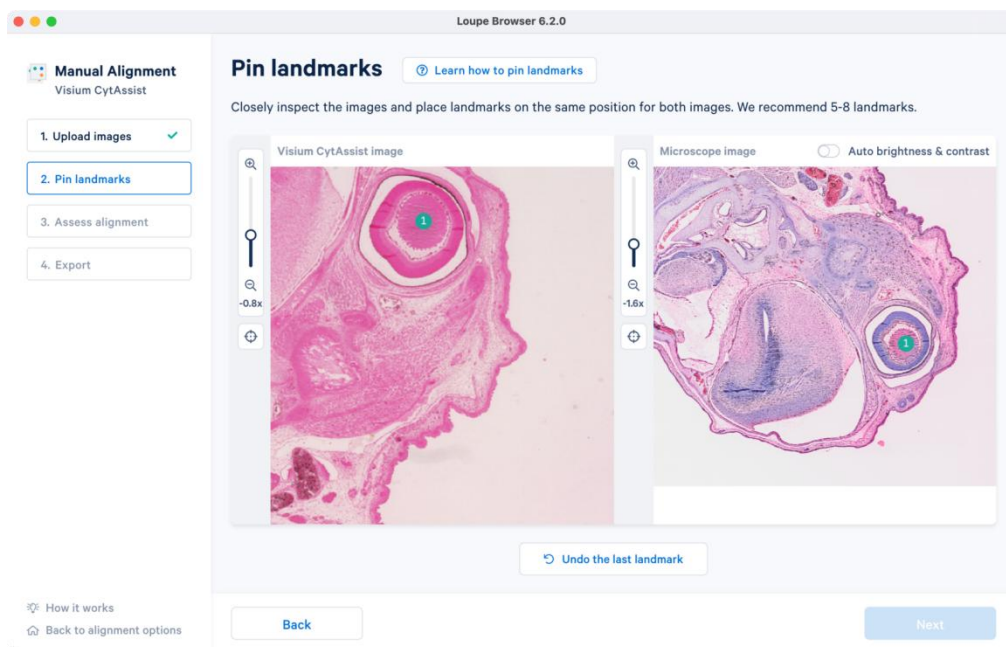 Loupe Browser 6.2.0
Manual Alignment
Visium CytAssist
1. Upload images
2. Pin landmarks
3. Assess alignment
4. Export
How it works
Back to alignment options
Pin landmarks
Learn how to pin landmarks
Closely inspect the images and place landmarks on the same position for both images. We recommend 5-8 landmarks.
Visium CytAssist image
-0.8x
1
Microscope image
Auto brightness & contrast
-1.6x
1
Undo the last landmark
Back
Next